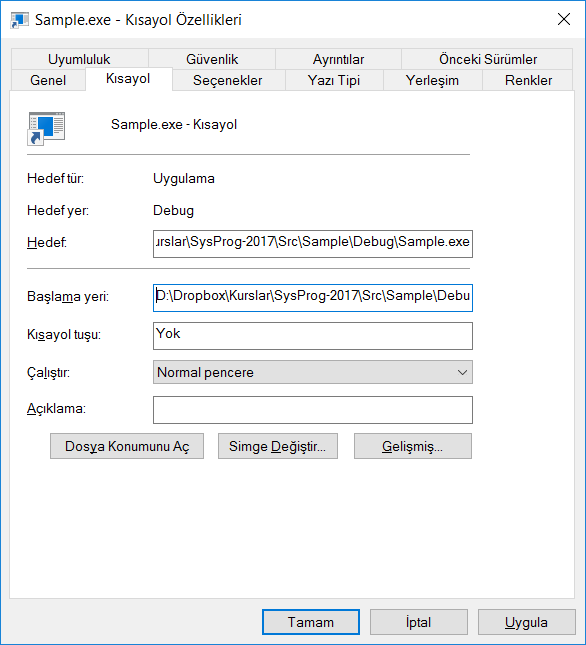 Sample.exe - Kısayol Özellikleri
Uyumluluk Güvenlik Ayrıntılar Önceki Sürümler
Genel Kısayol Seçenekler Yazı Tipi Yerleşim Renkler
Sample.exe - Kısayol
Hedef tür: Uygulama
Hedef yer: Debug
Hedef: ırslar\SysProg-2017\Src\Sample\Debug\Sample.exe
Başlama yeri: D:\Dropbox\Kurslar\SysProg-2017\Src\Sample\Debu
Kısayol tuşu: Yok
Çalıştır: Normal pencere
Açıklama:
Dosya Konumunu Aç Simge Değiştir... Gelişmiş...
Tamam İptal Uygula